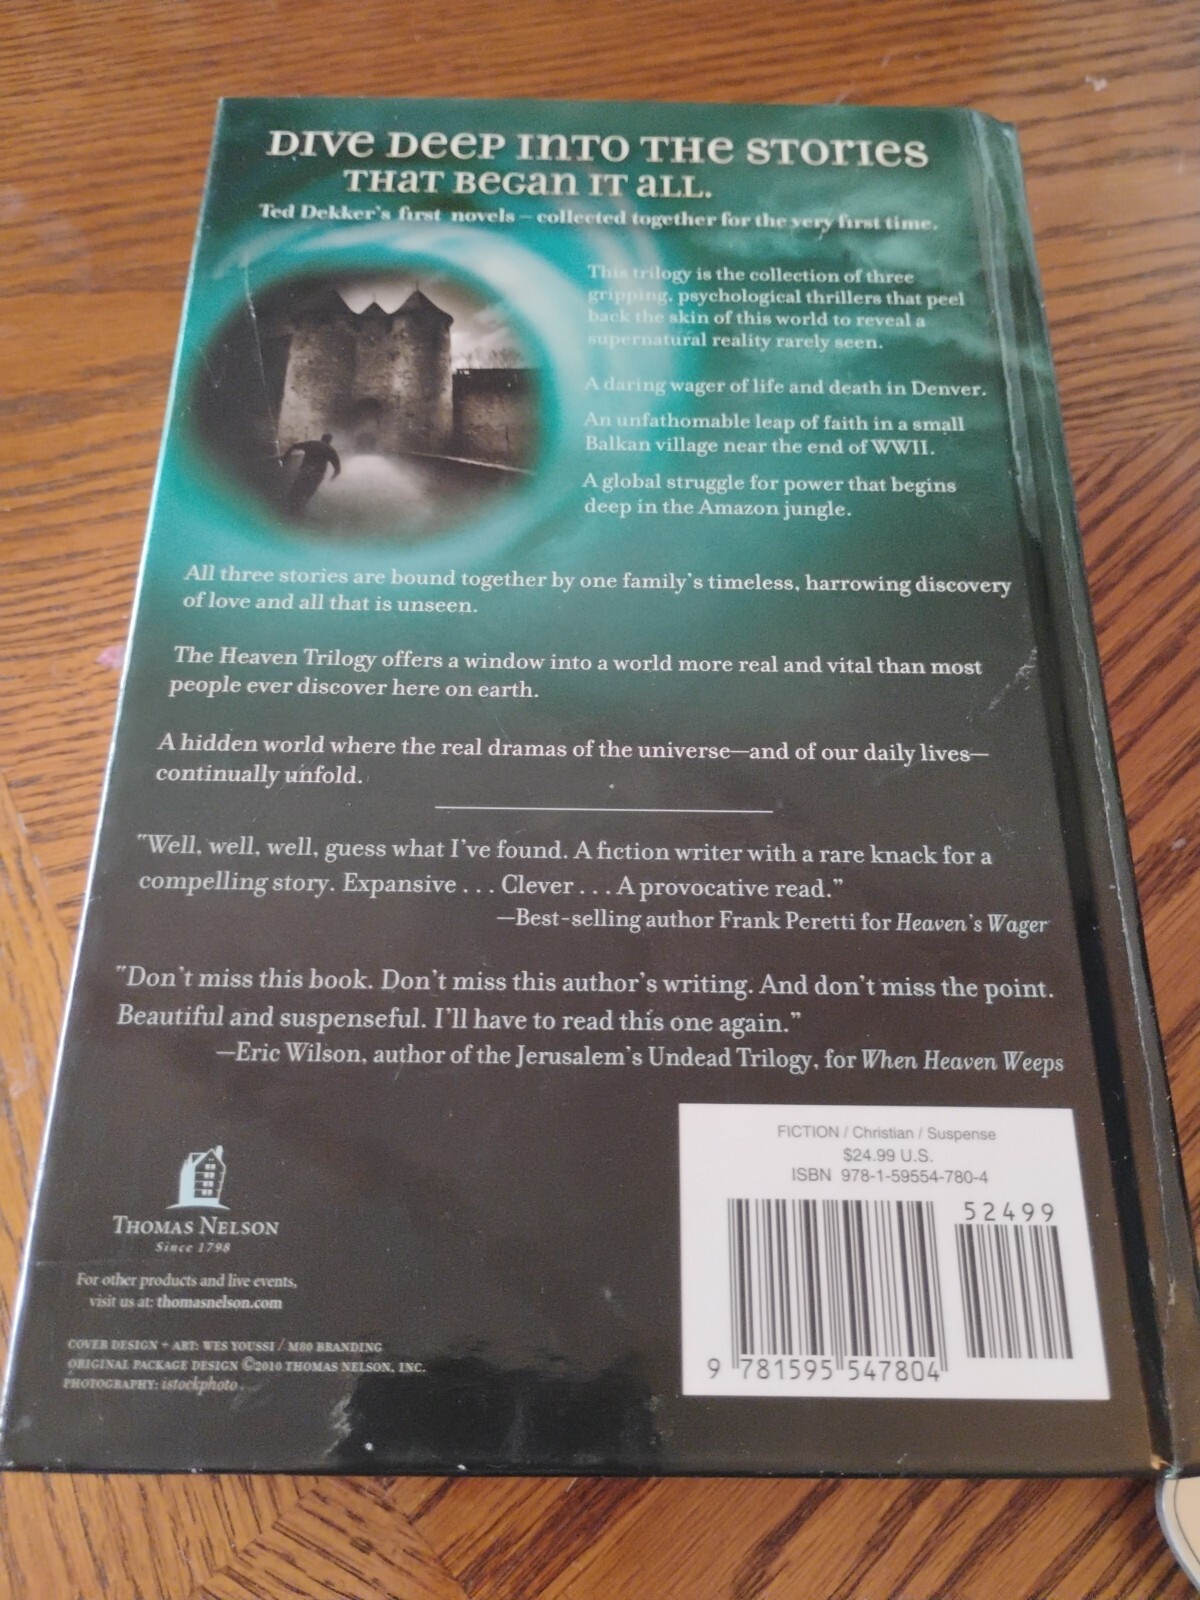 DIVE DEEP INTO THE STORIES
THAT BEGAN IT ALL.
Ted Dekker's first novels – collected together for the very first time.
This trilogy is the collection of three
gripping, psychological thrillers that peel
back the skin of this world to reveal a
supernatural reality rarely seen.
A daring wager of life and death in Denver.
An unfathomable leap of faith in a small
Balkan village near the end of WWII.
A global struggle for power that begins
deep in the Amazon jungle.
All three stories are bound together by one family's timeless, harrowing discovery
of love and all that is unseen.
The Heaven Trilogy offers a window into a world more real and vital than most
people ever discover here on earth.
A hidden world where the real dramas of the universe—and of our daily lives—
continually unfold.
"Well, well, well, guess what I've found. A fiction writer with a rare knack for a
compelling story. Expansive . . . Clever . . . A provocative read."
—Best-selling author Frank Peretti for Heaven's Wager
"Don't miss this book. Don't miss this author's writing. And don't miss the point.
Beautiful and suspenseful. I'll have to read this one again."
—Eric Wilson, author of the Jerusalem's Undead Trilogy, for When Heaven Weeps
THOMAS NELSON
Since 1798
For other products and live events,
visit us at: thomasnelson.com
COVER DESIGN + ART: WES YOUSSI / M80 BRANDING
ORIGINAL PACKAGE DESIGN ©2010 THOMAS NELSON, INC.
PHOTOGRAPHY: istockphoto
FICTION / Christian / Suspense
$24.99 U.S.
ISBN 978-1-59554-780-4
52499
9 781595 547804